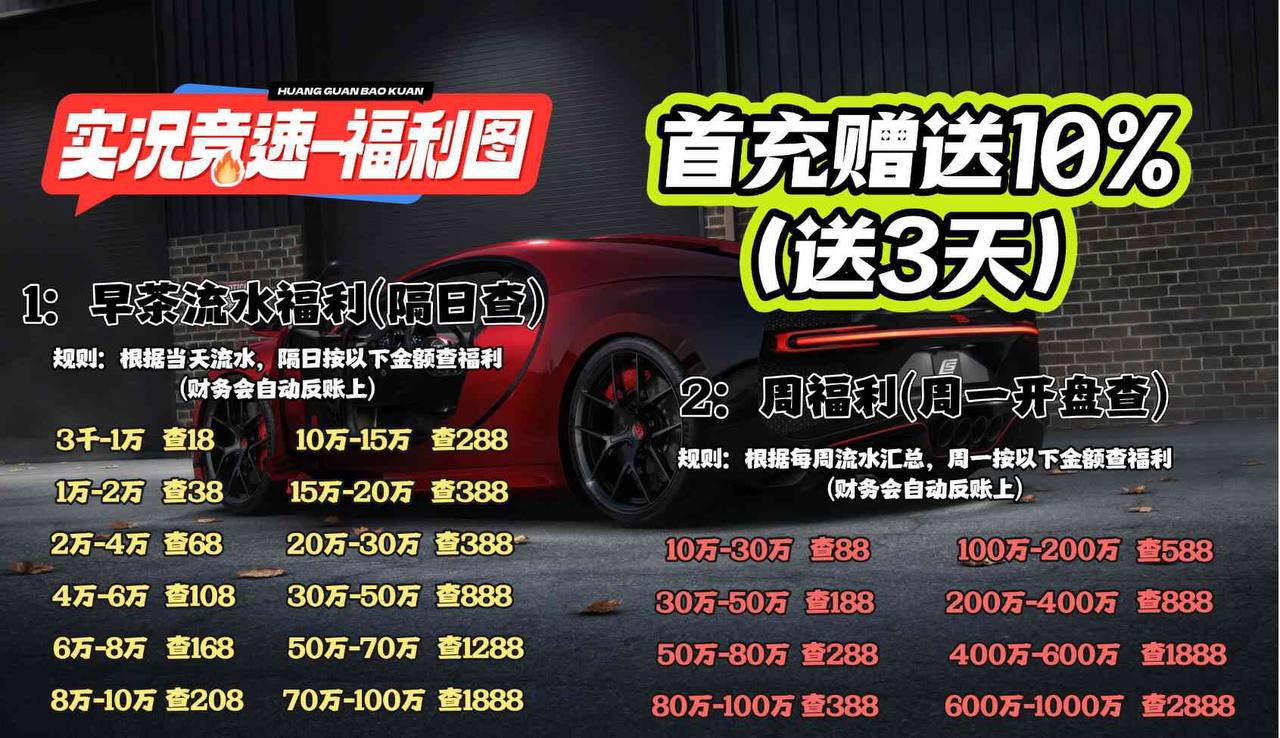 HUANG GUAN BAO KUAN
实况竞速-福利图
首充赠送10%
(送3天)
1：早茶流水福利(隔日查)
规则：根据当天流水，隔日按以下金额查福利
(财务会自动反账上)
3千-1万 查18 10万-15万 查288
1万-2万 查38 15万-20万 查388
2万-4万 查68 20万-30万 查388
4万-6万 查108 30万-50万 查888
6万-8万 查168 50万-70万 查1288
8万-10万 查208 70万-100万 查1888
2：周福利(周一开盘查)
规则：根据每周流水汇总，周一按以下金额查福利
(财务会自动反账上)
10万-30万 查88 100万-200万 查588
30万-50万 查188 200万-400万 查888
50万-80万 查288 400万-600万 查1888
80万-100万 查388 600万-1000万 查2888